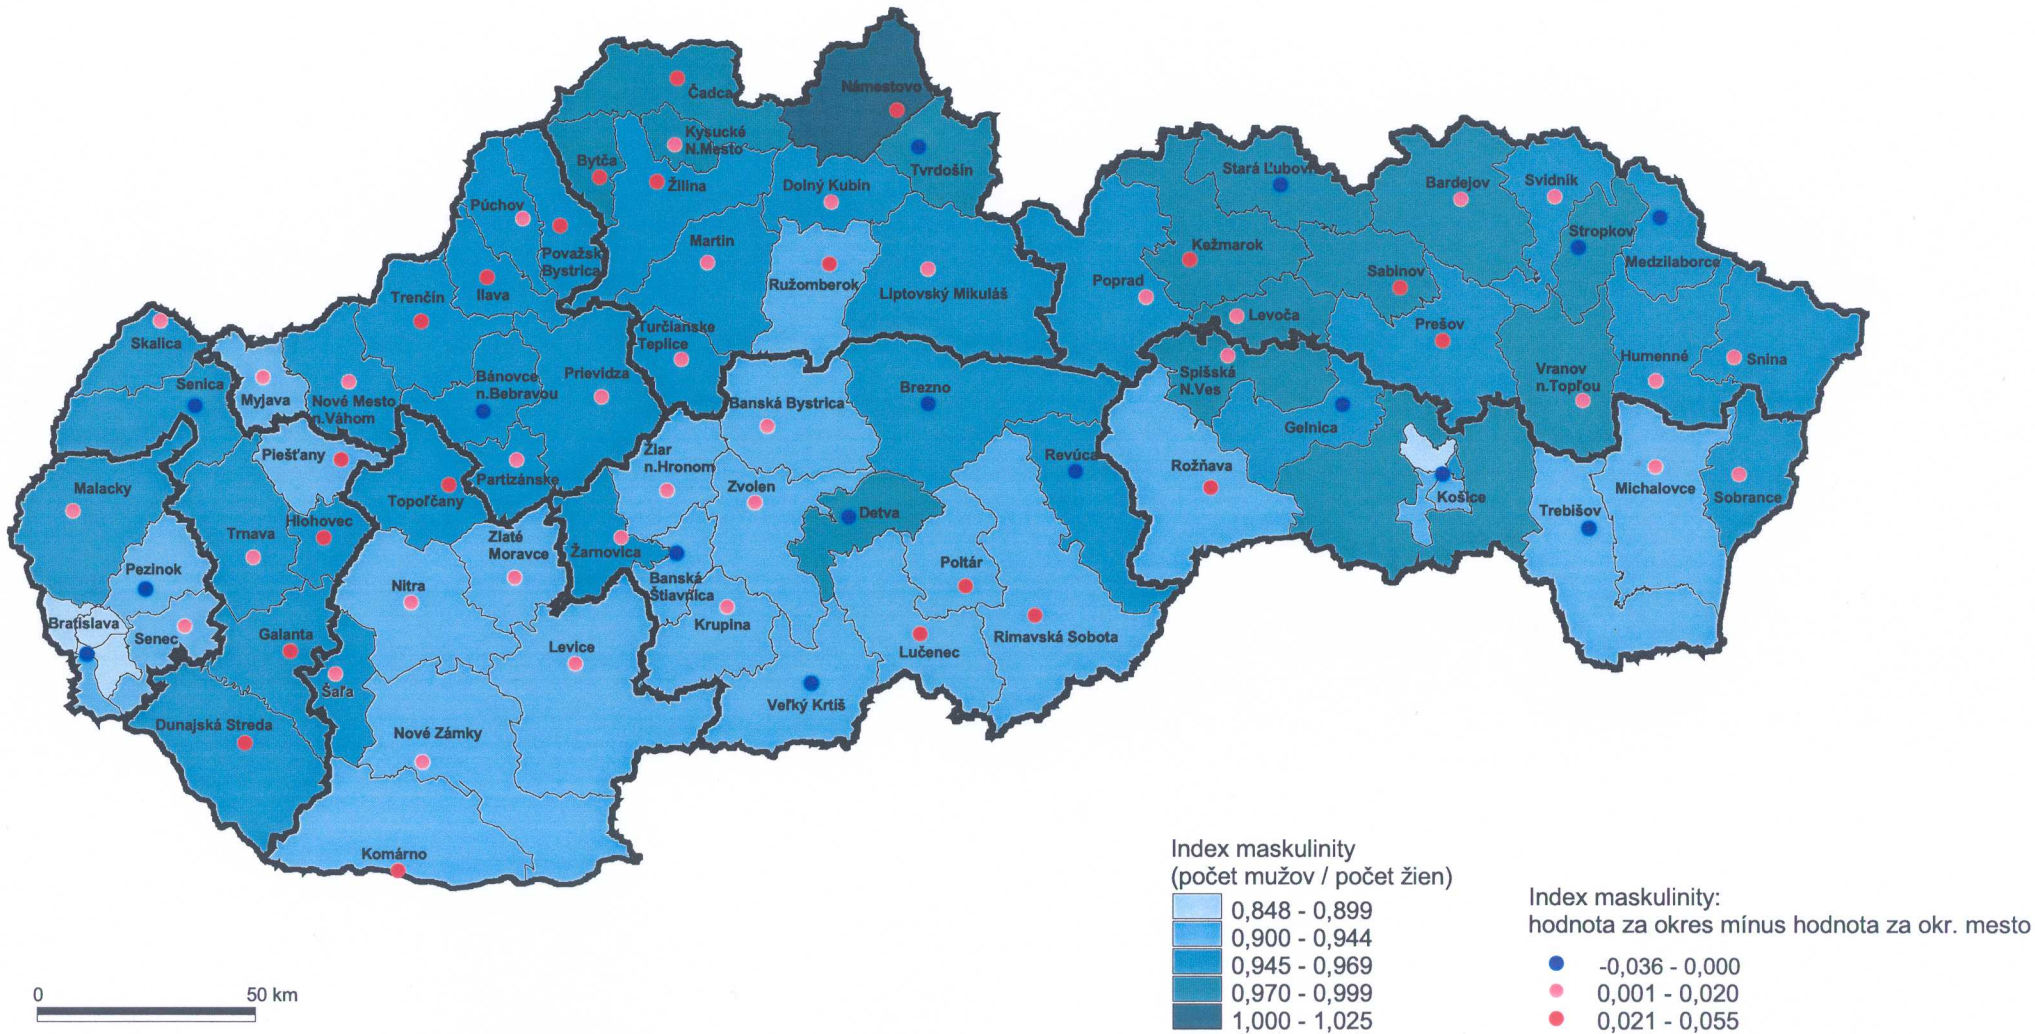 Námestovo
Čadca
Kysucké
N.Mesto
Bytča
Žilina
Dolný Kubín
Tvrdošín
Stará Ľubovň
Bardejov
Svidník
Stropkov
Medzilaborce
Púchov
Považsk
Bystrica
Martin
Ružomberok
Liptovský Mikuláš
Kežmarok
Poprad
Sabinov
Levoča
Prešov
Ilava
Trenčín
Skalica
Senica
Myjava
Nové Mesto
n.Váhom
Bánovce
n.Bebravou
Prievidza
Turčianske
Teplice
Banská Bystrica
Brezno
Spišská
N.Ves
Gelnica
Vranov
n.Topľou
Humenné
Snina
Malacky
Piešťany
Topoľčany
Partizánske
Žiar
n.Hronom
Zvolen
Revúca
Rožňava
Košice
Trebišov
Michalovce
Sobrance
Trnava
Hlohovec
Zlaté
Moravce
Žarnovica
Detva
Pezinok
Nitra
Banská
Štiavnica
Poltár
Bratislava
Senec
Galanta
Šaľa
Levice
Krupina
Lučenec
Rimavská Sobota
Dunajská Streda
Nové Zámky
Veľký Krtíš
Komárno
0 50 km
Index maskulinity
(počet mužov / počet žien)
0,848 - 0,899
0,900 - 0,944
0,945 - 0,969
0,970 - 0,999
1,000 - 1,025
Index maskulinity:
hodnota za okres mínus hodnota za okr. mesto
-0,036 - 0,000
0,001 - 0,020
0,021 - 0,055